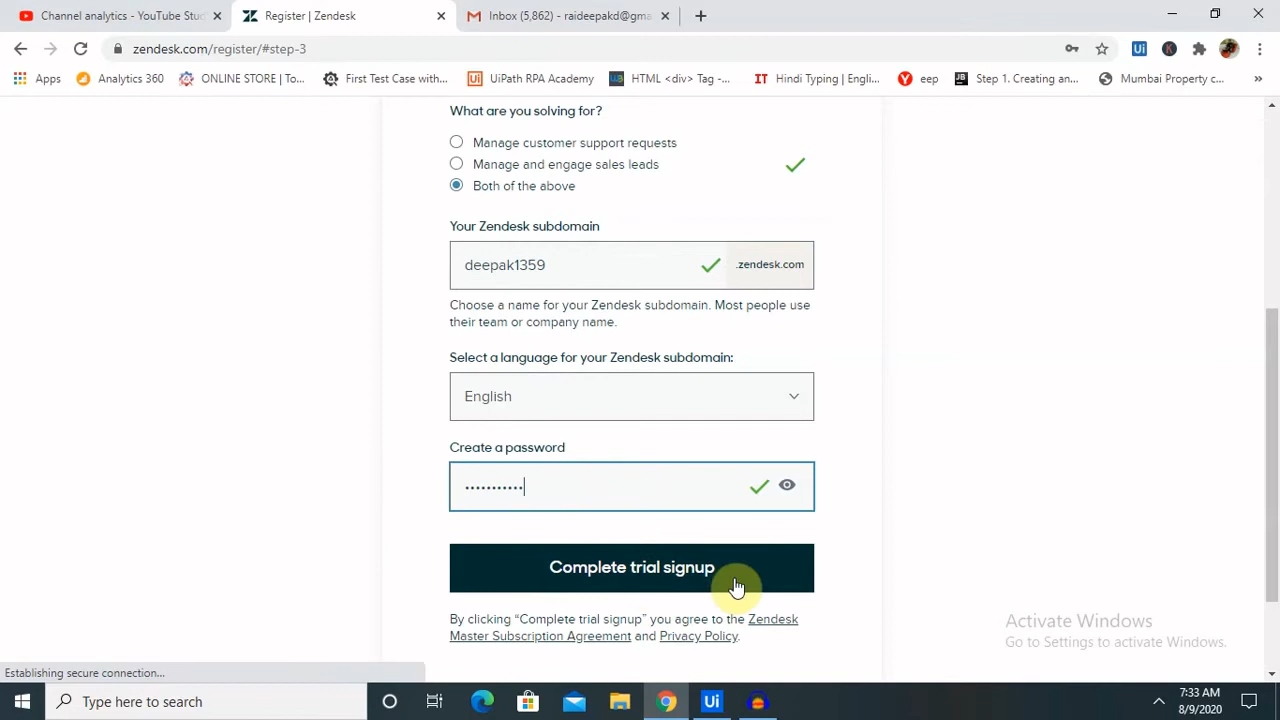 Channel analytics - YouTube Stu
Register | Zendesk
Inbox (5,862) - raideepakd@gma
zendesk.com/register/#step-3
Apps
Analytics 360
ONLINE STORE | To...
First Test Case with...
UiPath RPA Academy
HTML <div> Tag -...
Hindi Typing | Engli...
eep
Step 1. Creating an...
Mumbai Property c...
What are you solving for?
Manage customer support requests
Manage and engage sales leads
Both of the above
Your Zendesk subdomain
deepak1359
.zendesk.com
Choose a name for your Zendesk subdomain. Most people use
their team or company name.
Select a language for your Zendesk subdomain:
English
Create a password
Complete trial signup
By clicking “Complete trial signup” you agree to the Zendesk
Master Subscription Agreement and Privacy Policy.
Activate Windows
Go to Settings to activate Windows.
Establishing secure connection...
Type here to search
7:33 AM
8/9/2020